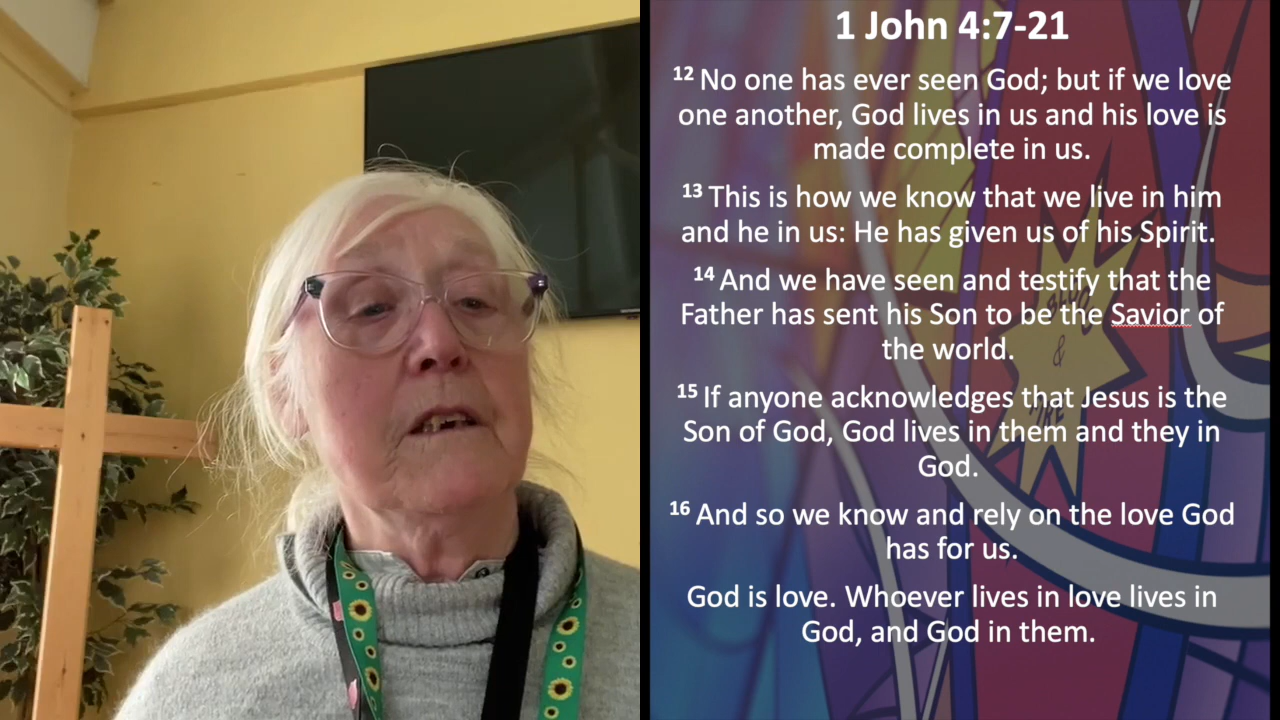 1 John 4:7-21
12 No one has ever seen God; but if we love
one another, God lives in us and his love is
made complete in us.
13 This is how we know that we live in him
and he in us: He has given us of his Spirit.
14 And we have seen and testify that the
Father has sent his Son to be the Savior of
the world.
15 If anyone acknowledges that Jesus is the
Son of God, God lives in them and they in
God.
16 And so we know and rely on the love God
has for us.
God is love. Whoever lives in love lives in
God, and God in them.